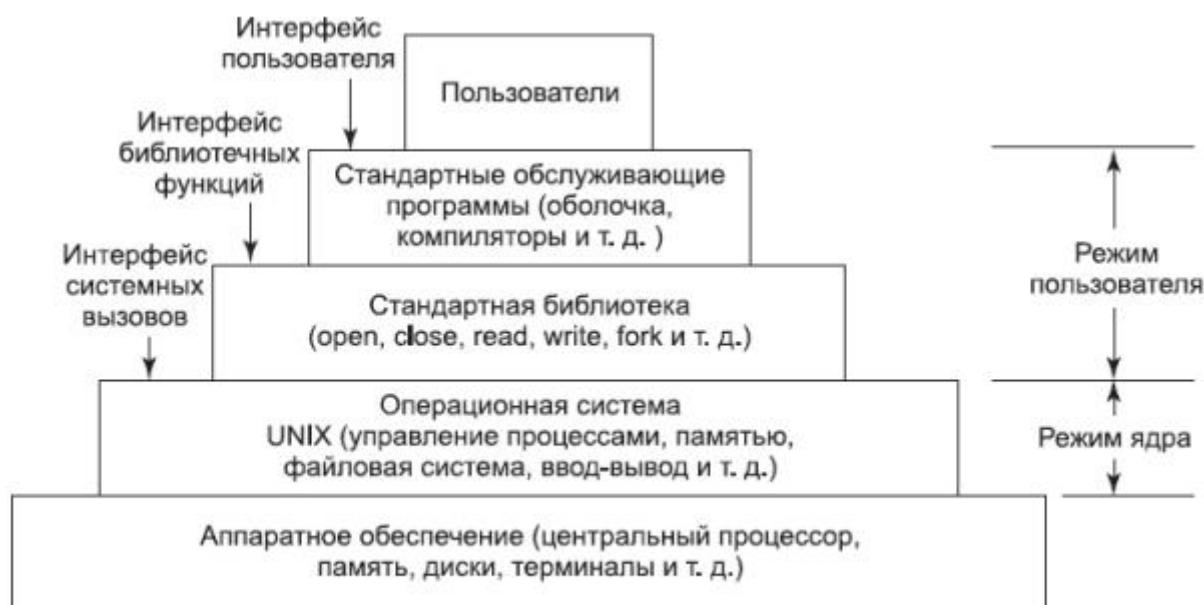 Интерфейс
пользователя
Пользователи
Интерфейс
библиотечных
функций
Стандартные обслуживающие
программы (оболочка,
компиляторы и т. д. )
Интерфейс
системных
вызовов
Стандартная библиотека
(open, close, read, write, fork и т. д.)
Режим
пользователя
Операционная система
UNIX (управление процессами, памятью,
файловая система, ввод-вывод и т. д.)
Режим ядра
Аппаратное обеспечение (центральный процессор,
память, диски, терминалы и т. д.)